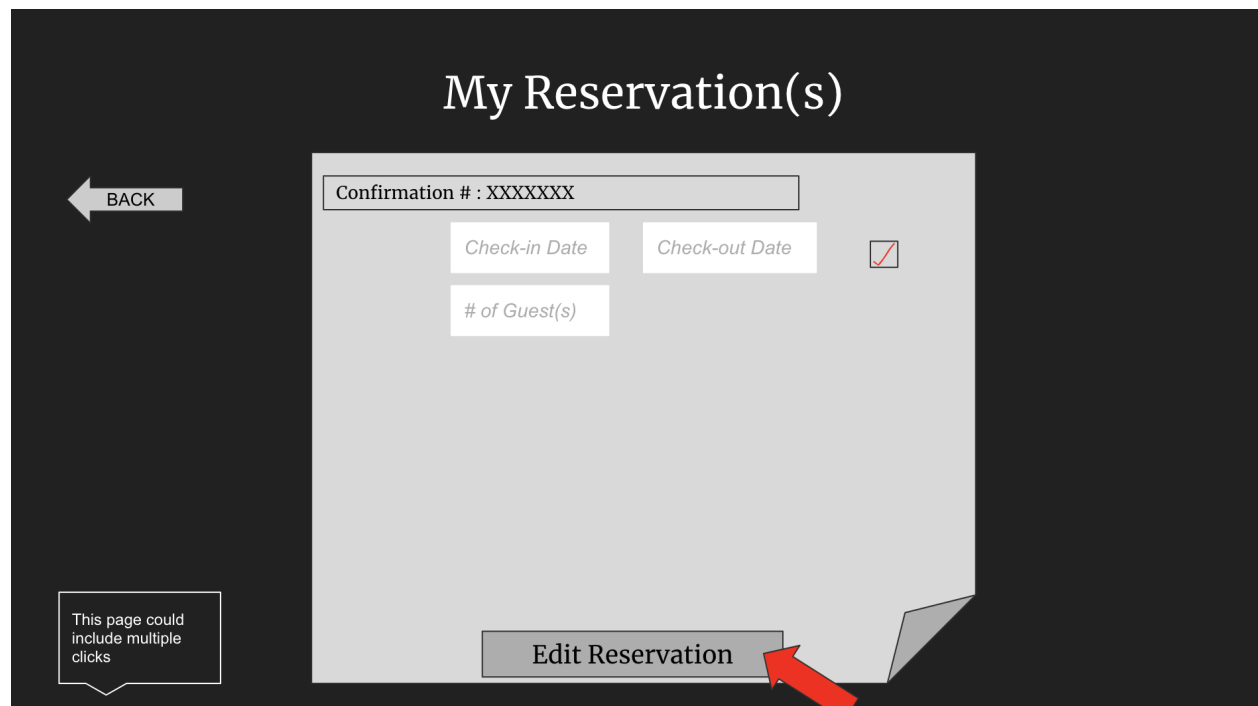 My Reservation(s)
BACK
Confirmation # : XXXXXXX
Check-in Date
Check-out Date
# of Guest(s)
This page could
include multiple
clicks
Edit Reservation